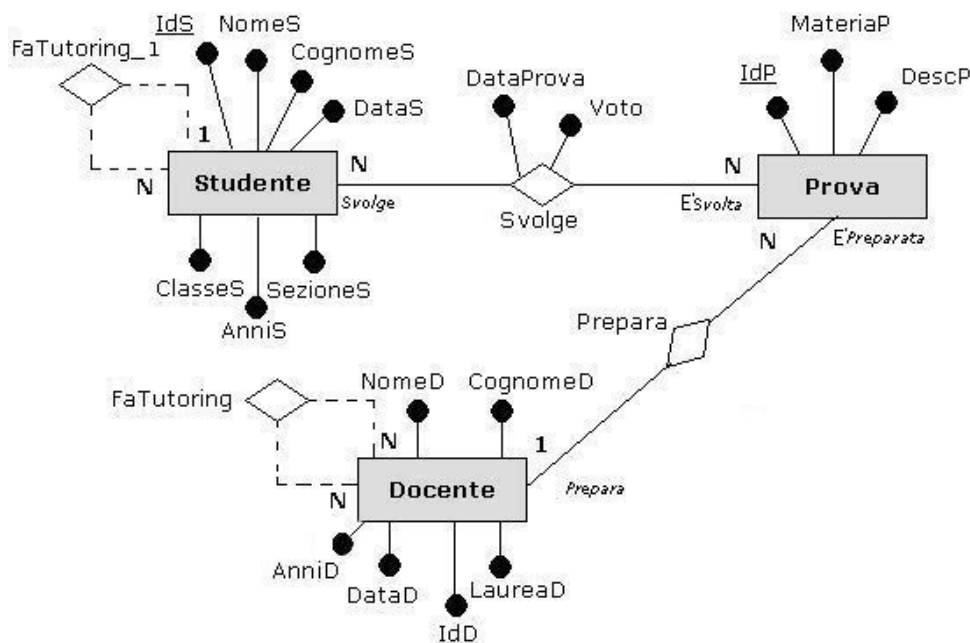 IdS
NomeS
MateriaP
FaTutoring_1
CognomeS
DataProva
IdP
DescP
DataS
Voto
1
N
Studente
N
N
Prova
Svolge
E'Svolta
Svolge
N
E'Preparata
ClasseS
SezioneS
AnniS
Prepara
NomeD
CognomeD
FaTutoring
N
1
N
Docente
Prepara
AnniD
DataD
LaureaD
IdD